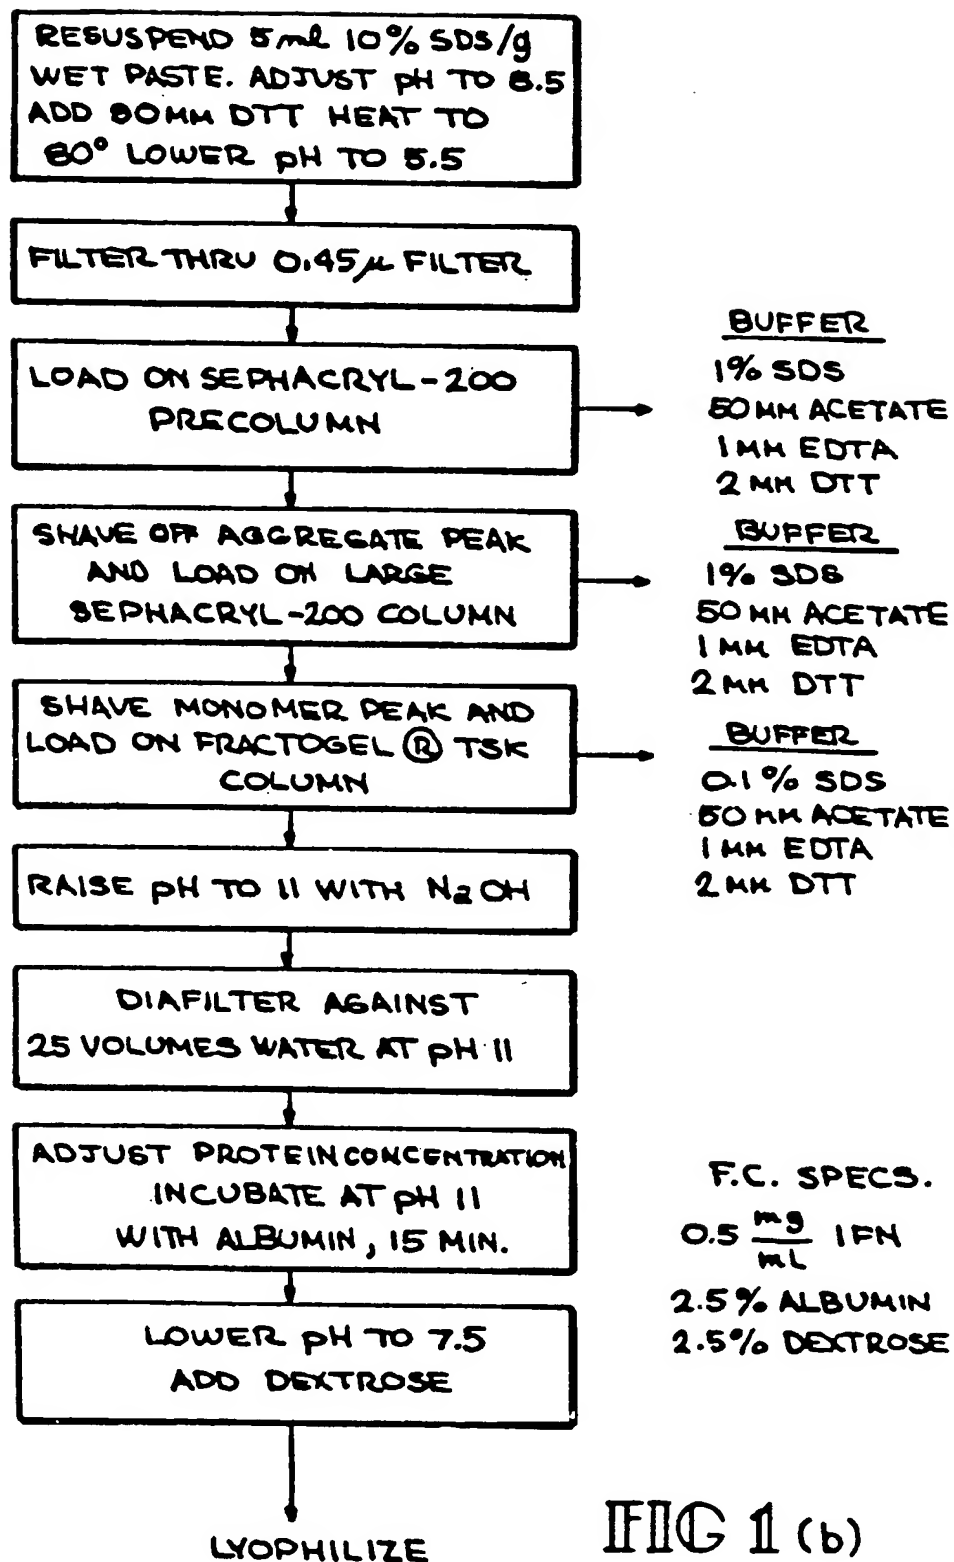 RESUSPEND 5ml 10% SDS/g
WET PASTE. ADJUST pH TO 8.5
ADD DTT HEAT TO
LOWER pH TO 5.5
FILTER THRU 0.45µ FILTER
LOAD ON SEPHACRYL-200
PRECOLUMN
BUFFER
1% SDS
50 MM ACETATE
1 MM EDTA
2 MM DTT
SHAVE OFF AGGREGATE PEAK
AND LOAD ON LARGE
SEPHACRYL-200 COLUMN
BUFFER
1% SDS
50 MM ACETATE
1 MM EDTA
2 MM DTT
SHAVE MONOMER PEAK AND
LOAD ON FRACTOGEL ® TSK
COLUMN
BUFFER
0.1% SDS
50 MM ACETATE
1 MM EDTA
2 MM DTT
RAISE pH TO 11 WITH NaOH
DIAFILTER AGAINST
25 VOLUMES WATER AT pH 11
ADJUST PROTEIN CONCENTRATION
INCUBATE AT pH 11
WITH ALBUMIN, 15 MIN.
F.C. SPECS.
0.5 mg/mL IFN
2.5% ALBUMIN
2.5% DEXTROSE
LOWER pH TO 7.5
ADD DEXTROSE
LYOPHILIZE
FIG 1 (b)